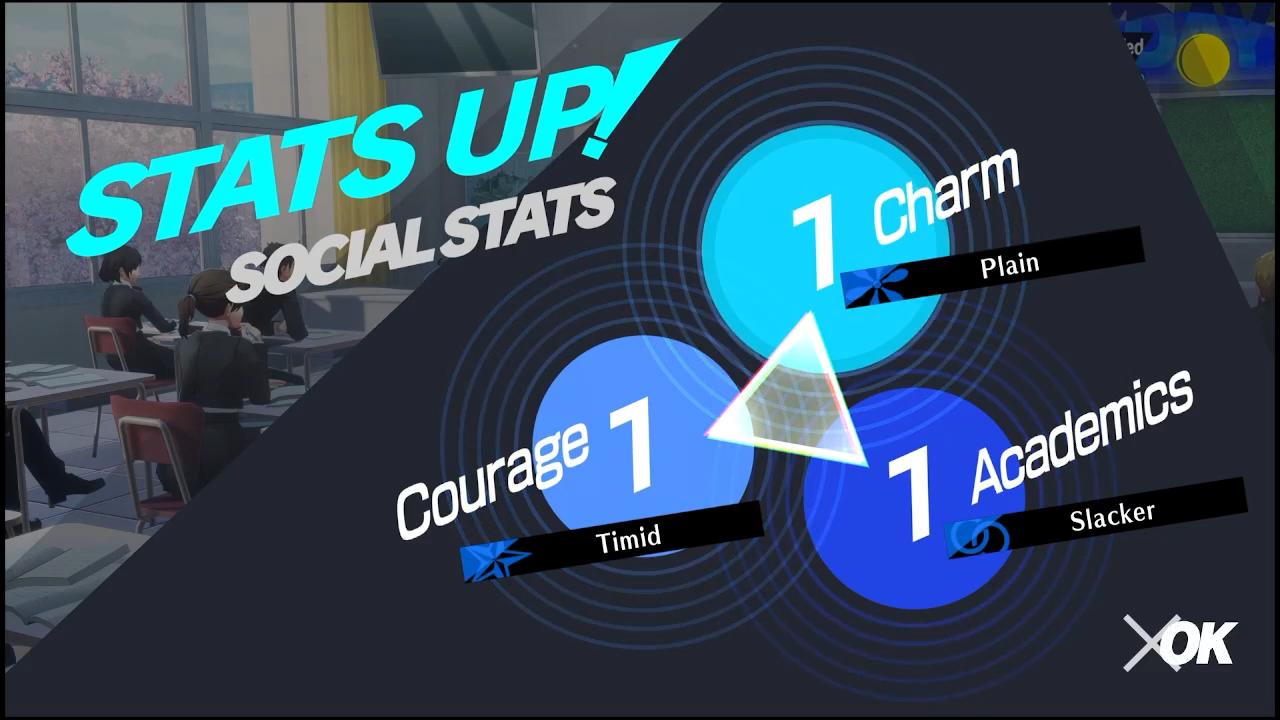 STATS UP!
SOCIAL STATS
1 Charm
Plain
Courage 1
Timid
1 Academics
Slacker
OK